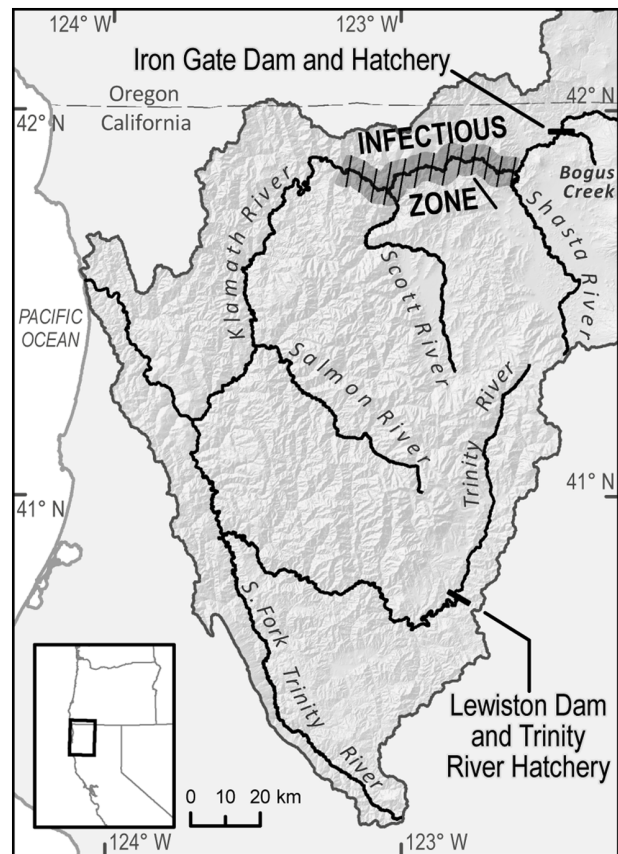 124° W
123° W
Iron Gate Dam and Hatchery
Oregon
42° N
42° N
California
INFECTIOUS
ZONE
Bogus
Creek
Klamath River
Scott River
Shasta River
PACIFIC
OCEAN
Salmon River
Trinity River
41° N
41° N
S. Fork Trinity River
Lewiston Dam
and Trinity
River Hatchery
0 10 20 km
124° W
123° W